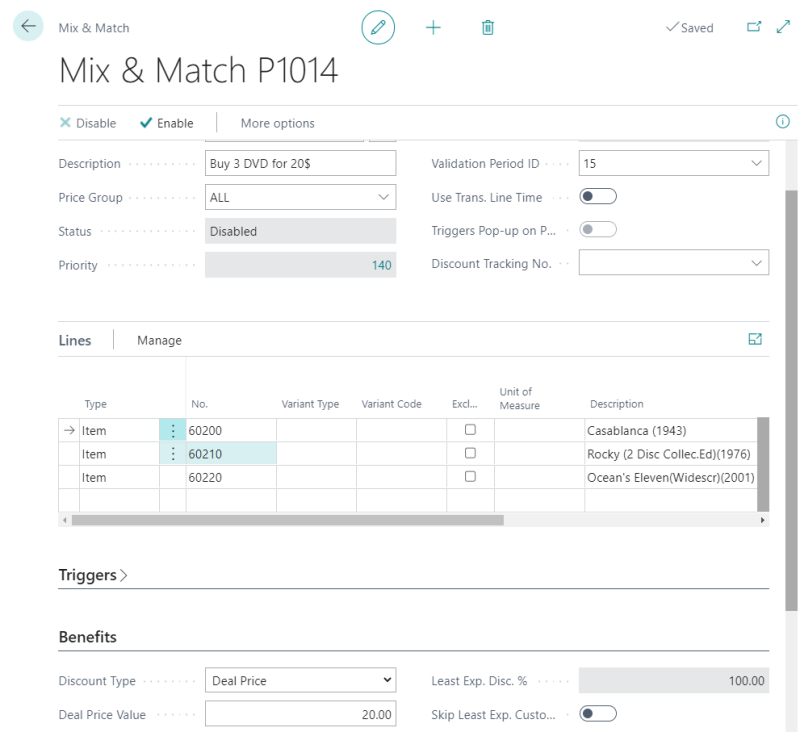 Mix & Match
Saved
Mix & Match P1014
Disable Enable More options
Description Buy 3 DVD for 20$
Validation Period ID 15
Price Group ALL
Use Trans. Line Time
Status Disabled
Triggers Pop-up on P...
Priority 140
Discount Tracking No.
Lines Manage
Type No. Variant Type Variant Code Excl... Unit of Measure Description
Item 60200 Casablanca (1943)
Item 60210 Rocky (2 Disc Collec.Ed)(1976)
Item 60220 Ocean's Eleven(Widescr)(2001)
Triggers
Benefits
Discount Type Deal Price
Least Exp. Disc. % 100.00
Deal Price Value 20.00
Skip Least Exp. Custo...